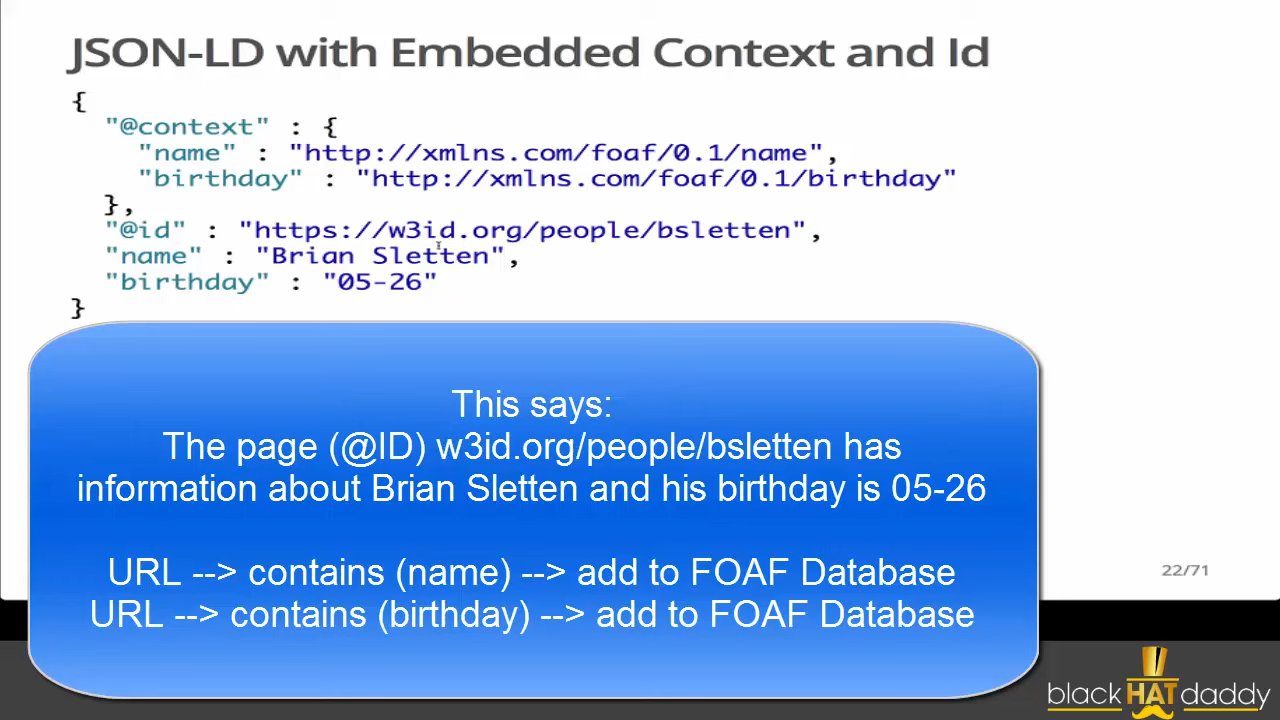 JSON-LD with Embedded Context and Id
{
"@context" : {
"name" : "http://xmlns.com/foaf/0.1/name",
"birthday" : "http://xmlns.com/foaf/0.1/birthday"
},
"@id" : "https://w3id.org/people/bsletten",
"name" : "Brian Sletten",
"birthday" : "05-26"
}
This says:
The page (@ID) w3id.org/people/bsletten has
information about Brian Sletten and his birthday is 05-26
URL --> contains (name) --> add to FOAF Database
URL --> contains (birthday) --> add to FOAF Database
22/71
blackHATdaddy